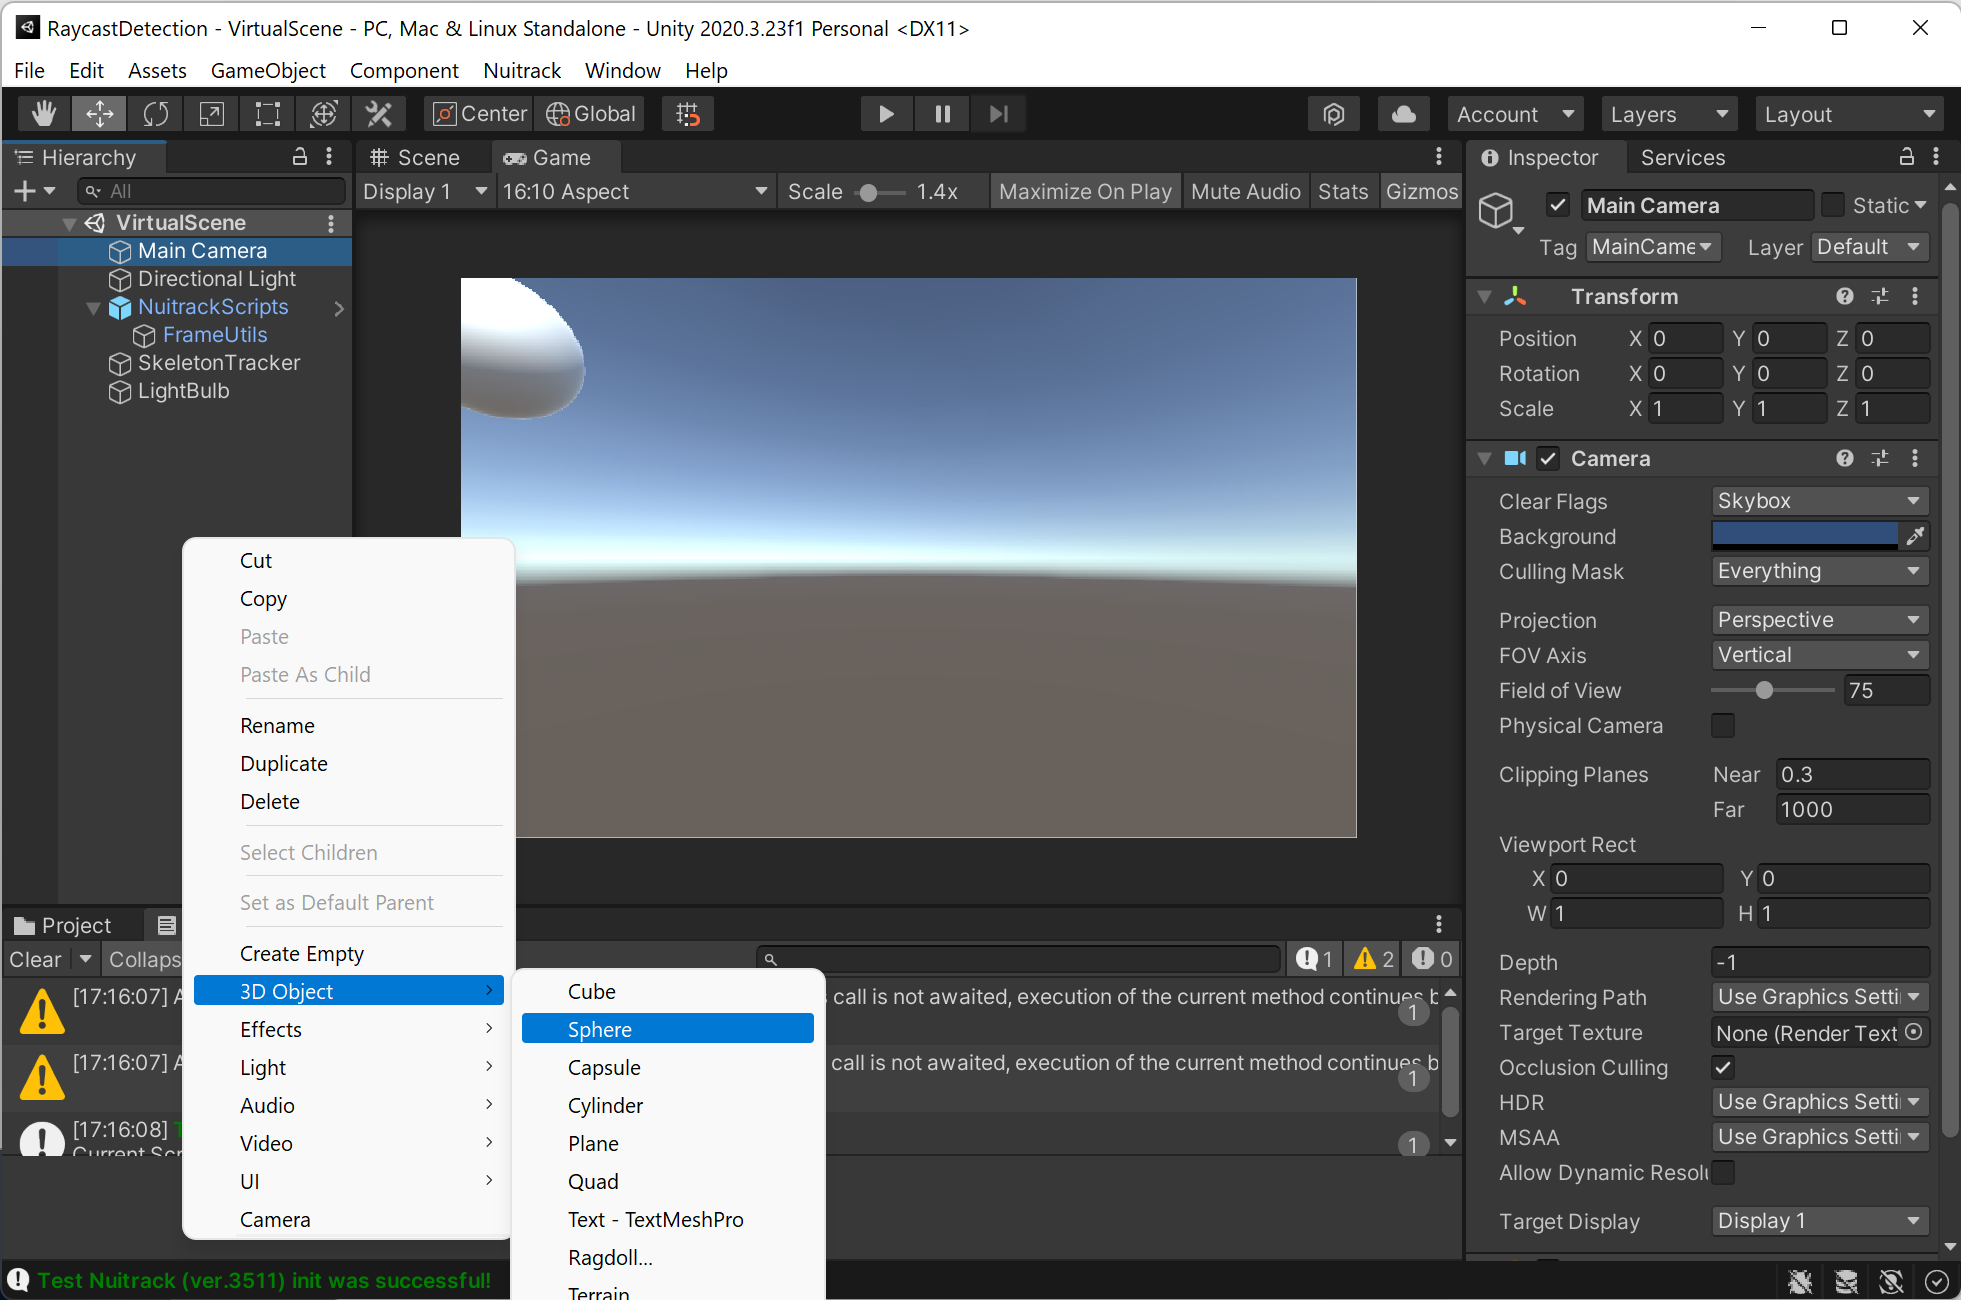 RaycastDetection - VirtualScene - PC, Mac & Linux Standalone - Unity 2020.3.23f1 Personal <DX11>
File Edit Assets GameObject Component Nuitrack Window Help
Center Global Account Layers Layout
Hierarchy
All
VirtualScene
Main Camera
Directional Light
NuitrackScripts
FrameUtils
SkeletonTracker
LightBulb
Scene Game
Display 1 16:10 Aspect Scale 1.4x Maximize On Play Mute Audio Stats Gizmos
Cut
Copy
Paste
Paste As Child
Rename
Duplicate
Delete
Select Children
Set as Default Parent
Create Empty
3D Object
Effects
Light
Audio
Video
UI
Camera
Cube
Sphere
Capsule
Cylinder
Plane
Quad
Text - TextMeshPro
Ragdoll...
Terrain
Project
Clear Collaps
1 2 0
[17:16:07] A
s call is not awaited, execution of the current method continues b
1
[17:16:07] A
call is not awaited, execution of the current method continues b
1
[17:16:08] T
Current Scr
1
Test Nuitrack (ver.3511) init was successful!
Inspector Services
Main Camera Static
Tag MainCame Layer Default
Transform
Position X 0 Y 0 Z 0
Rotation X 0 Y 0 Z 0
Scale X 1 Y 1 Z 1
Camera
Clear Flags Skybox
Background
Culling Mask Everything
Projection Perspective
FOV Axis Vertical
Field of View 75
Physical Camera
Clipping Planes Near 0.3
Far 1000
Viewport Rect
X 0 Y 0
W 1 H 1
Depth -1
Rendering Path Use Graphics Setti
Target Texture None (Render Text
Occlusion Culling
HDR Use Graphics Setti
MSAA Use Graphics Setti
Allow Dynamic Resolu
Target Display Display 1